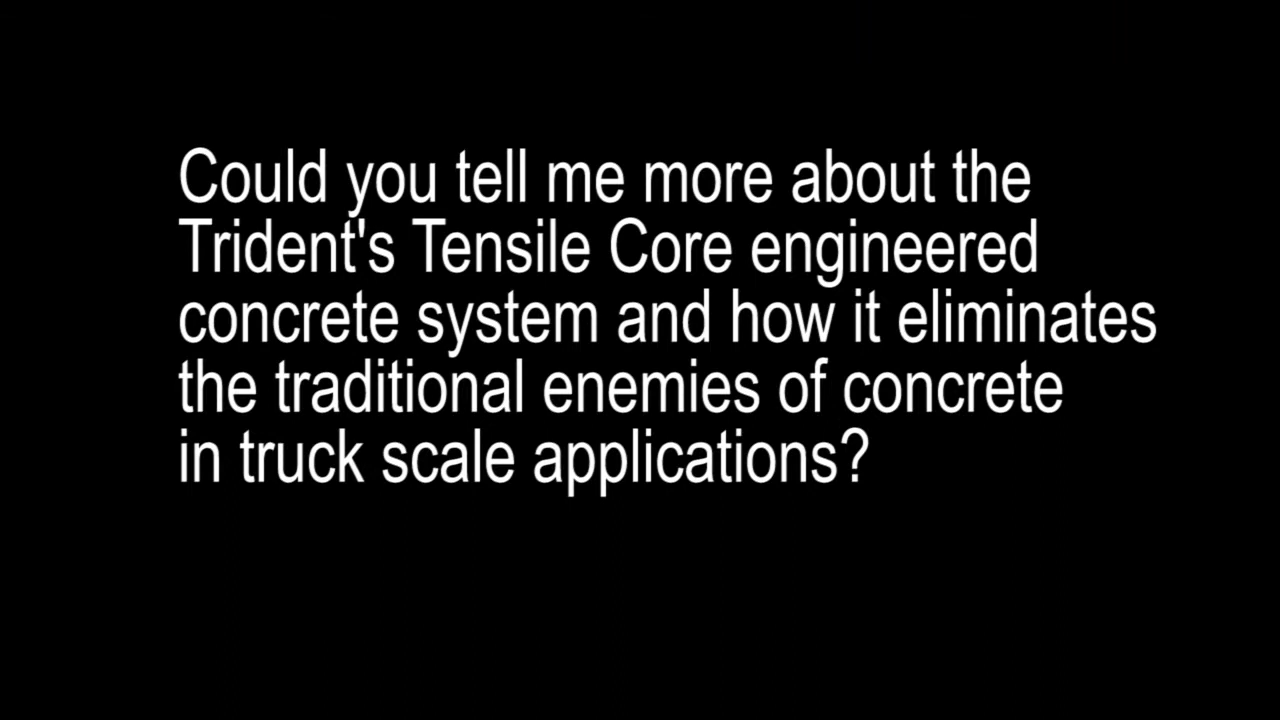 Could you tell me more about the
Trident's Tensile Core engineered
concrete system and how it eliminates
the traditional enemies of concrete
in truck scale applications?